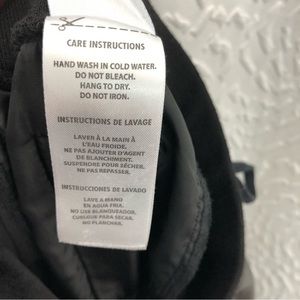 CARE INSTRUCTIONS
HAND WASH IN COLD WATER.
DO NOT BLEACH.
HANG TO DRY.
DO NOT IRON.
INSTRUCTIONS DE LAVAGE
LAVER À LA MAIN À
L'EAU FROIDE.
NE PAS AJOUTER D'AGENT
DE BLANCHIMENT.
SUSPENDRE POUR SÉCHER.
NE PAS REPASSER.
INSTRUCCIONES DE LAVADO
LAVE A MANO
EN AGUA FRIA.
NO USE BLANQUEADOR.
CUELGUE PARA SECAR.
NO PLANCHAR.